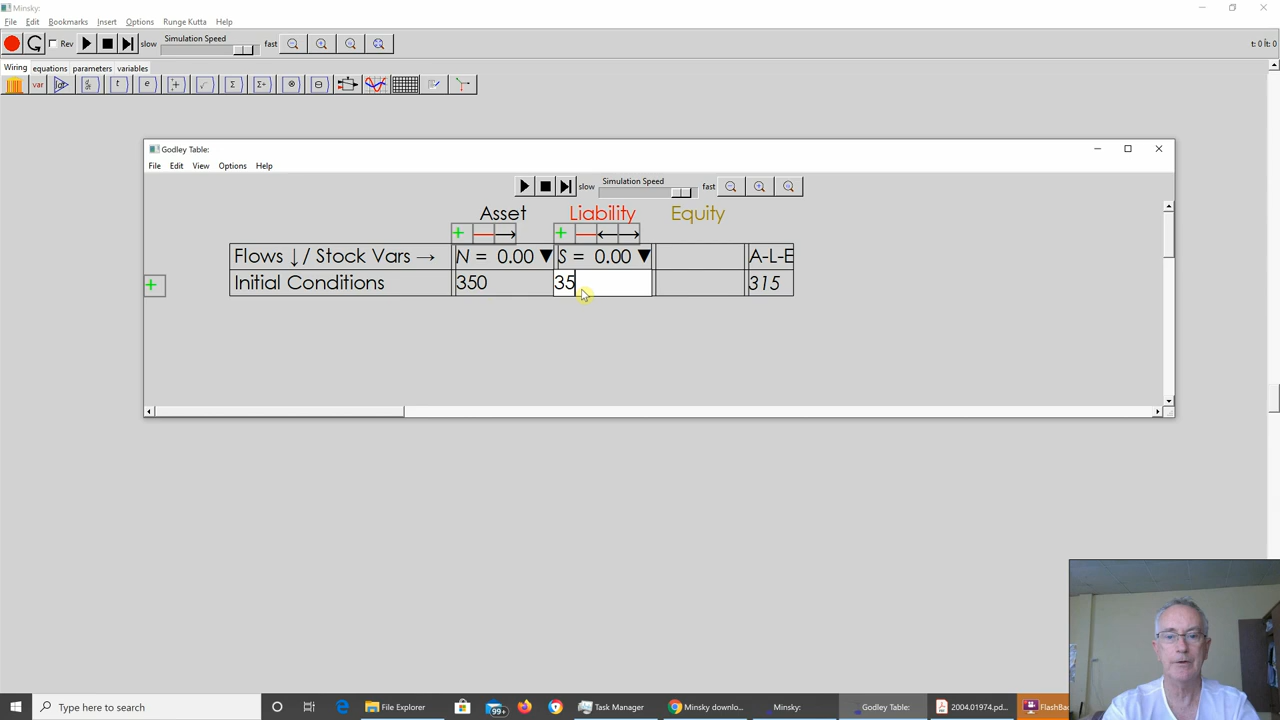 Minsky:
File Edit Bookmarks Insert Options Runge Kutta Help
Rev slow Simulation Speed fast
Wiring equations parameters variables
var
Godley Table:
File Edit View Options Help
slow Simulation Speed fast
Asset Liability Equity
Flows ↓ / Stock Vars → N = 0.00 ▼ S = 0.00 ▼ A-L-E
Initial Conditions 350 35 315
Type here to search 99+ File Explorer Task Manager Minsky downlo... Minsky: Godley Table: 2004.01974.pd... FlashBac